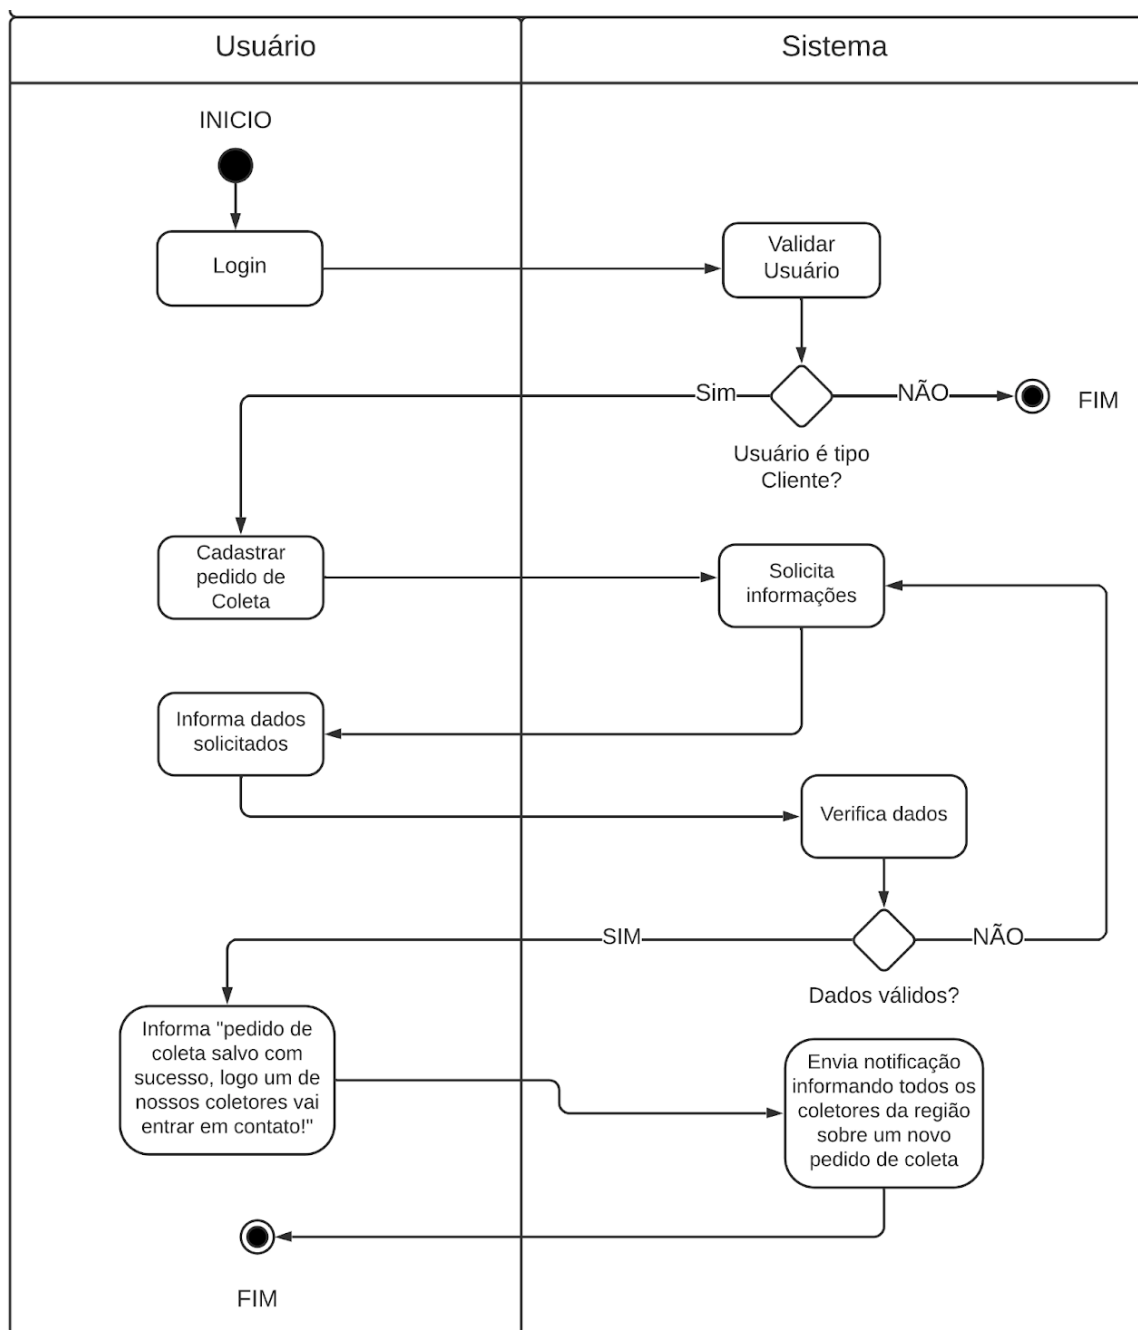 Usuário
Sistema
INICIO
Login
Validar
Usuário
Sim
NÃO
FIM
Usuário é tipo
Cliente?
Cadastrar
pedido de
Coleta
Solicita
informações
Informa dados
solicitados
Verifica dados
SIM
NÃO
Dados válidos?
Informa "pedido de
coleta salvo com
sucesso, logo um de
nossos coletores vai
entrar em contato!"
Envia notificação
informando todos os
coletores da região
sobre um novo
pedido de coleta
FIM